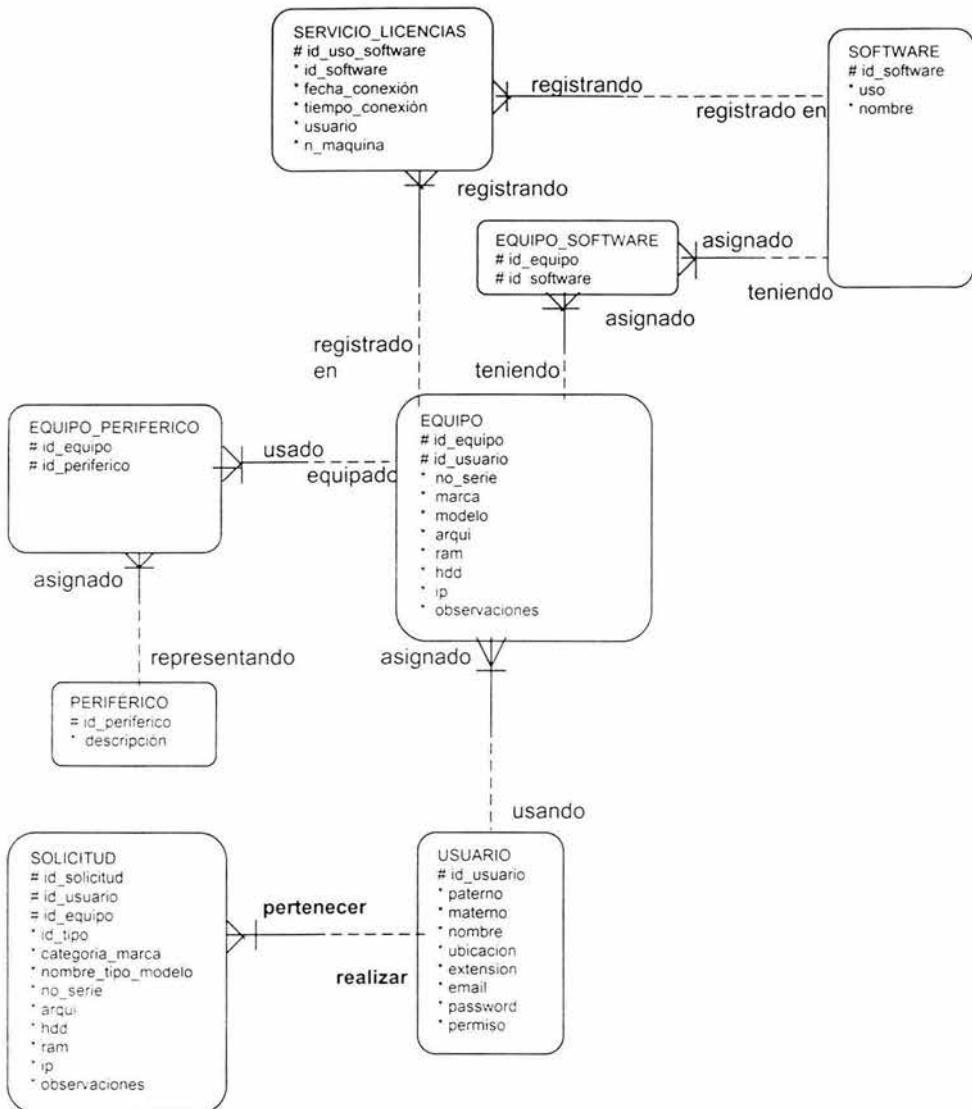 SERVICIO_LICENCIAS
# id_uso_software
* id_software
* fecha_conexión
* tiempo_conexión
* usuario
* n_maquina
SOFTWARE
# id_software
* uso
* nombre
registrando
registrado en
registrando
EQUIPO_SOFTWARE
# id_equipo
# id_software
asignado
teniendo
asignado
registrado
en
teniendo
EQUIPO_PERIFERICO
# id_equipo
# id_periferico
usado
equipado
EQUIPO
# id_equipo
# id_usuario
* no_serie
* marca
* modelo
* arqui
* ram
* hdd
* ip
* observaciones
asignado
representando
asignado
PERIFERICO
# id_periferico
* descripción
usando
SOLICITUD
# id_solicitud
# id_usuario
# id_equipo
* id_tipo
* categoria_marca
* nombre_tipo_modelo
* no_serie
* arqui
* hdd
* ram
* ip
* observaciones
pertenecer
realizar
USUARIO
# id_usuario
* paterno
* materno
* nombre
* ubicacion
* extension
* email
* password
* permiso